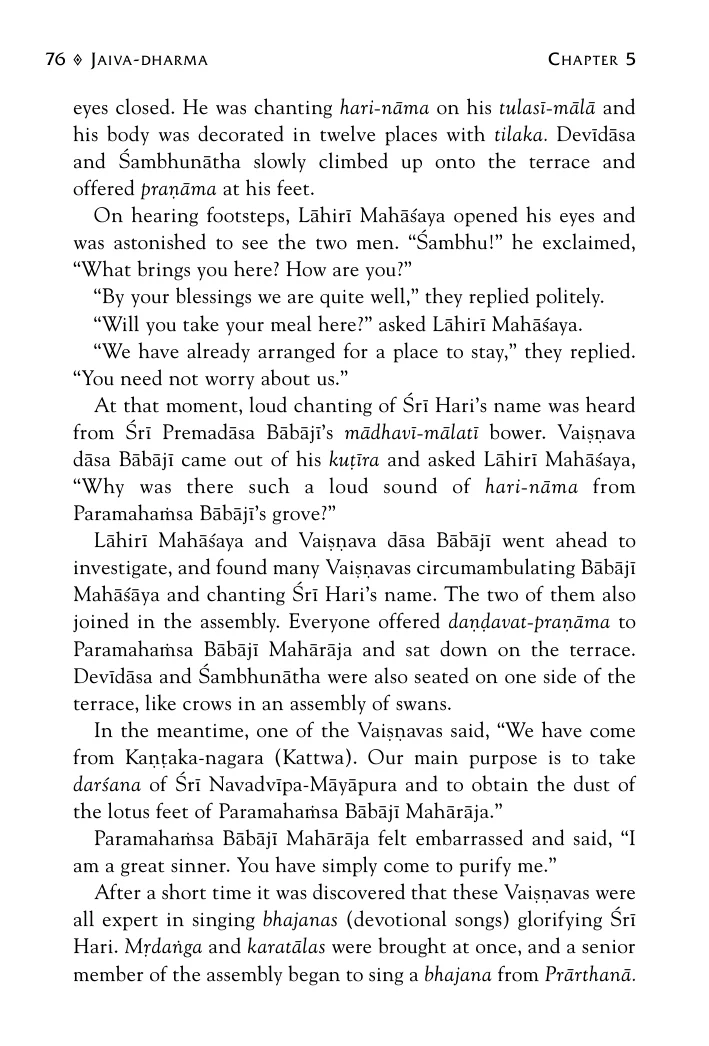 76 ◊ JAIVA-DHARMA CHAPTER 5
eyes closed. He was chanting hari-nāma on his tulasī-mālā and
his body was decorated in twelve places with tilaka. Devīdāsa
and Śambhunātha slowly climbed up onto the terrace and
offered praṇāma at his feet.
On hearing footsteps, Lāhirī Mahāśaya opened his eyes and
was astonished to see the two men. “Śambhu!” he exclaimed,
“What brings you here? How are you?”
“By your blessings we are quite well,” they replied politely.
“Will you take your meal here?” asked Lāhirī Mahāśaya.
“We have already arranged for a place to stay,” they replied.
“You need not worry about us.”
At that moment, loud chanting of Śrī Hari’s name was heard
from Śrī Premadāsa Bābājī’s mādhavī-mālatī bower. Vaiṣṇava
dāsa Bābājī came out of his kuṭīra and asked Lāhirī Mahāśaya,
“Why was there such a loud sound of hari-nāma from
Paramahaṁsa Bābājī’s grove?”
Lāhirī Mahāśaya and Vaiṣṇava dāsa Bābājī went ahead to
investigate, and found many Vaiṣṇavas circumambulating Bābājī
Mahāśāya and chanting Śrī Hari’s name. The two of them also
joined in the assembly. Everyone offered daṇḍavat-praṇāma to
Paramahaṁsa Bābājī Mahārāja and sat down on the terrace.
Devīdāsa and Śambhunātha were also seated on one side of the
terrace, like crows in an assembly of swans.
In the meantime, one of the Vaiṣṇavas said, “We have come
from Kaṇṭaka-nagara (Kattwa). Our main purpose is to take
darśana of Śrī Navadvīpa-Māyāpura and to obtain the dust of
the lotus feet of Paramahaṁsa Bābājī Mahārāja.”
Paramahaṁsa Bābājī Mahārāja felt embarrassed and said, “I
am a great sinner. You have simply come to purify me.”
After a short time it was discovered that these Vaiṣṇavas were
all expert in singing bhajanas (devotional songs) glorifying Śrī
Hari. Mṛdaṅga and karatālas were brought at once, and a senior
member of the assembly began to sing a bhajana from Prārthanā.